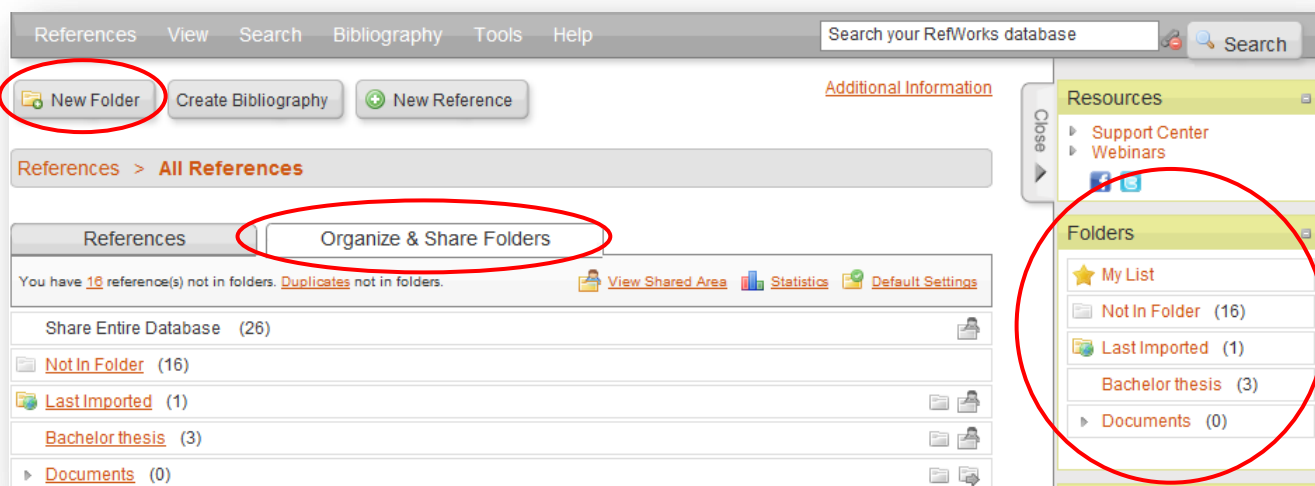 References View Search Bibliography Tools Help Search your RefWorks database Search
New Folder Create Bibliography New Reference Additional Information
References > All References
References Organize & Share Folders
You have 16 reference(s) not in folders. Duplicates not in folders. View Shared Area Statistics Default Settings
Share Entire Database (26)
Not In Folder (16)
Last Imported (1)
Bachelor thesis (3)
Documents (0)
Close
Resources
Support Center
Webinars
Folders
My List
Not In Folder (16)
Last Imported (1)
Bachelor thesis (3)
Documents (0)